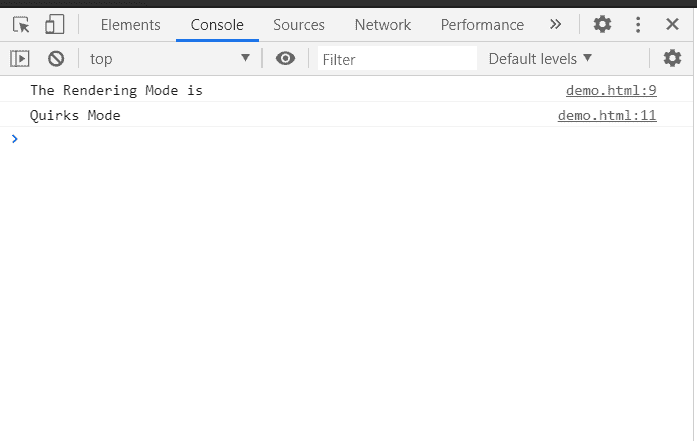 Elements Console Sources Network Performance »
top Filter Default levels
The Rendering Mode is demo.html:9
Quirks Mode demo.html:11